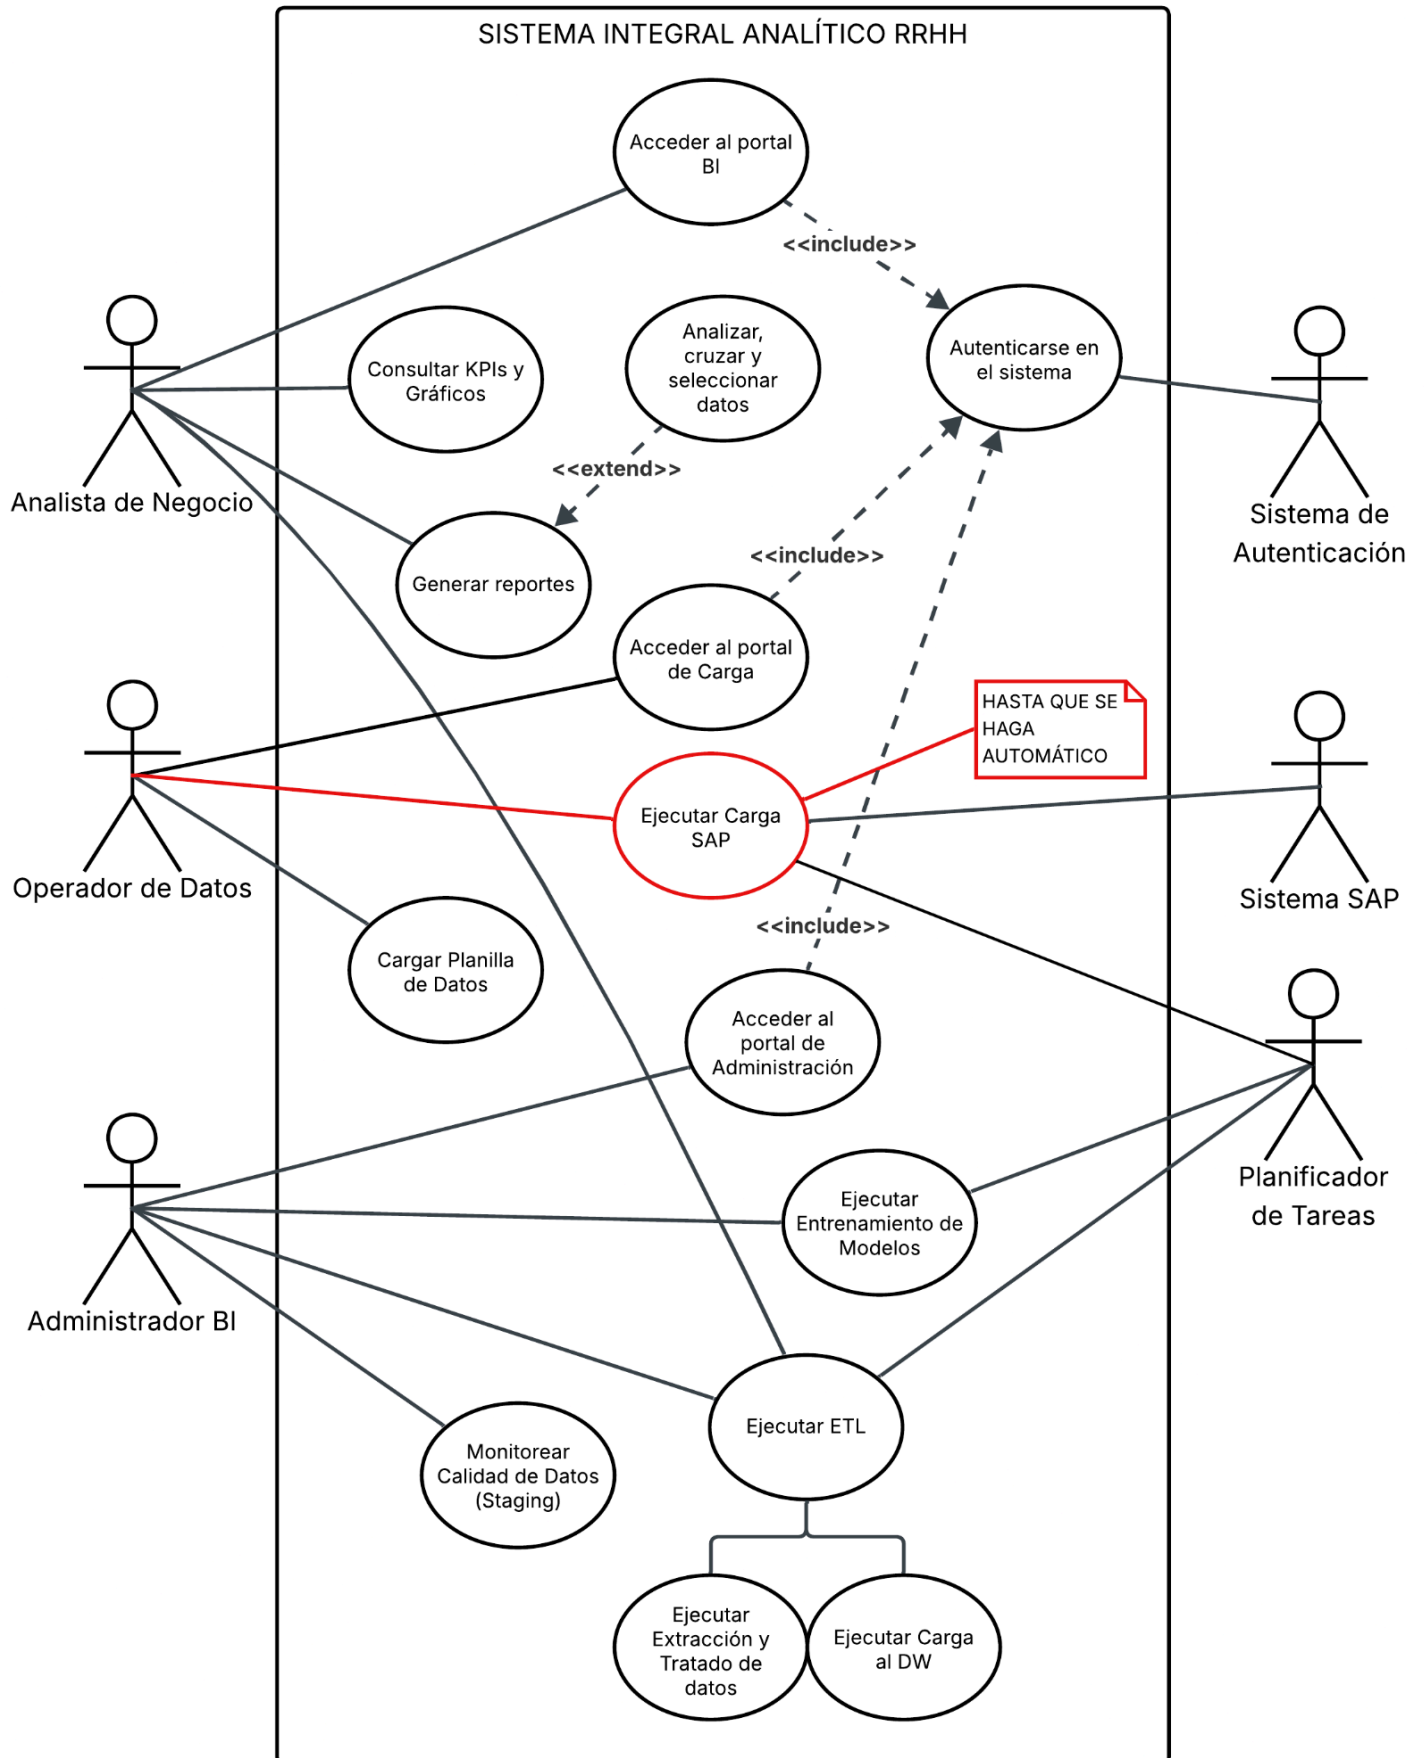 SISTEMA INTEGRAL ANALÍTICO RRHH
Acceder al portal
BI
<<include>>
Analizar,
cruzar y
seleccionar
datos
Autenticarse en
el sistema
Consultar KPIs y
Gráficos
Analista de Negocio
<<extend>>
Sistema de
Autenticación
Generar reportes
<<include>>
Acceder al portal
de Carga
HASTA QUE SE
HAGA
AUTOMÁTICO
Ejecutar Carga
SAP
Operador de Datos
Sistema SAP
<<include>>
Cargar Planilla
de Datos
Acceder al
portal de
Administración
Ejecutar
Entrenamiento de
Modelos
Planificador
de Tareas
Administrador BI
Ejecutar ETL
Monitorear
Calidad de Datos
(Staging)
Ejecutar
Extracción y
Tratado de
datos
Ejecutar Carga
al DW